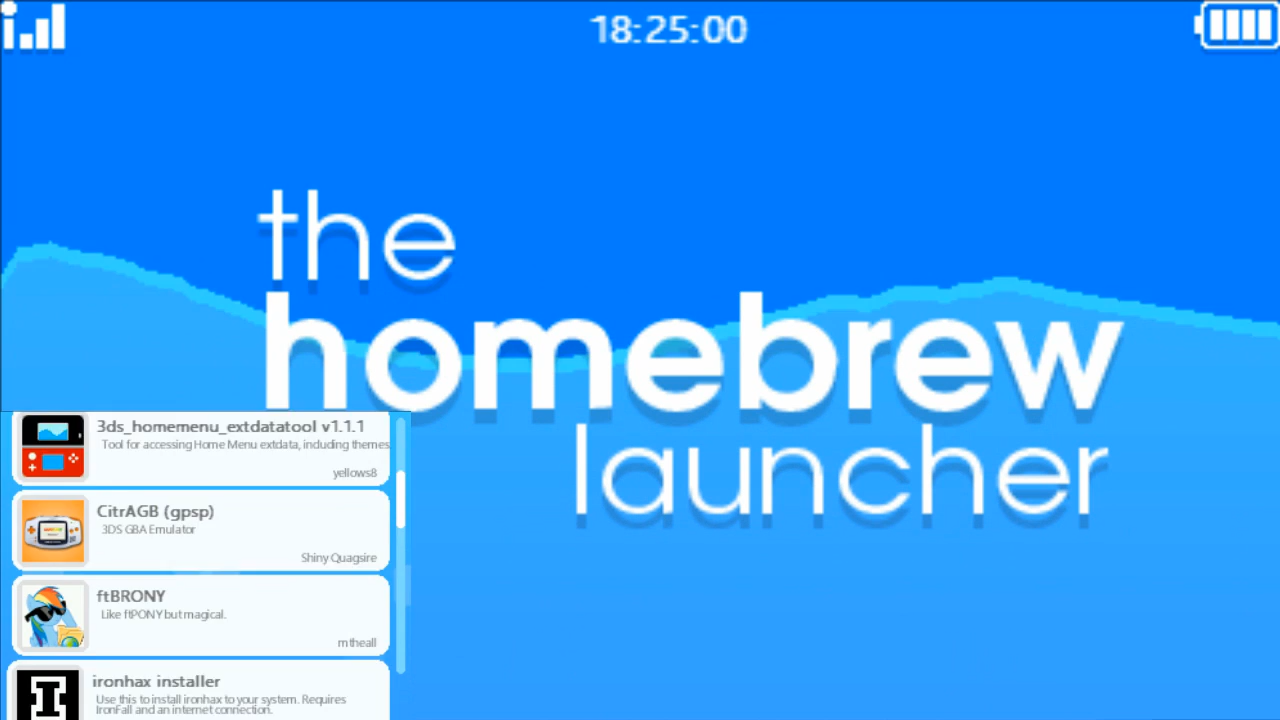 18:25:00
the
homebrew
launcher
3ds_homemenu_extdatatool v1.1.1
Tool for accessing Home Menu extdata, including themes
yellows8
CitrAGB (gpsp)
3DS GBA Emulator
Shiny Quagsire
ftBRONY
Like ftPONY but magical.
mtheall
ironhax installer
Use this to install ironhax to your system. Requires
IronFall and an internet connection.